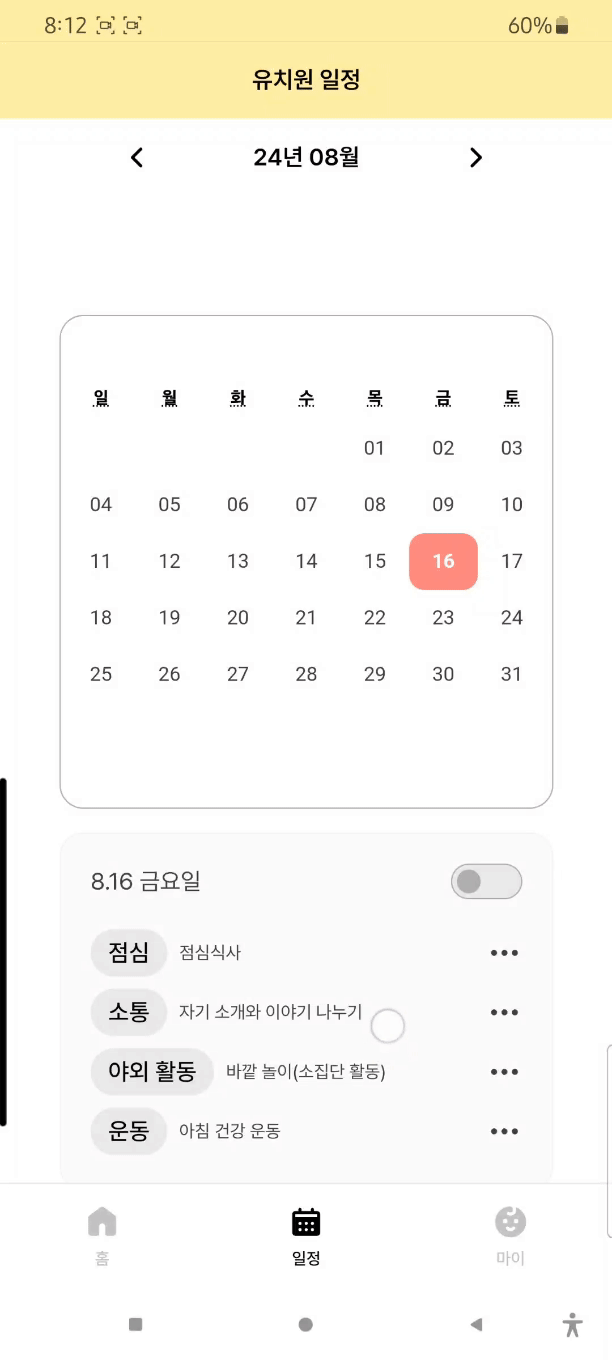 8:12 60%
유치원 일정
24년 08월
일 월 화 수 목 금 토
01 02 03
04 05 06 07 08 09 10
11 12 13 14 15 16 17
18 19 20 21 22 23 24
25 26 27 28 29 30 31
8.16 금요일
점심 점심식사
소통 자기 소개와 이야기 나누기
야외 활동 바깥 놀이(소집단 활동)
운동 아침 건강 운동
홈 일정 마이